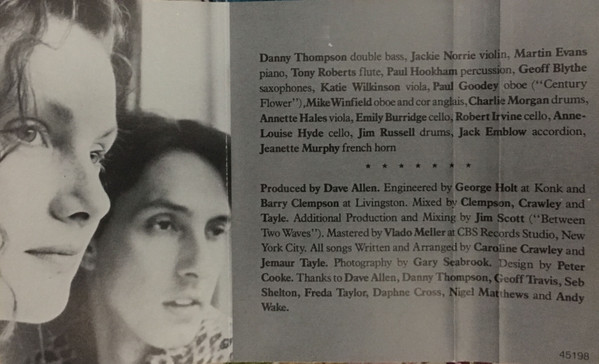 Danny Thompson double bass, Jackie Norrie violin, Martin Evans
piano, Tony Roberts flute, Paul Hookham percussion, Geoff Blythe
saxophones, Katie Wilkinson viola, Paul Goodey oboe ("Century
Flower"), Mike Winfield oboe and cor anglais, Charlie Morgan drums,
Annette Hales viola, Emily Burridge cello, Robert Irvine cello, Anne-
Louise Hyde cello, Jim Russell drums, Jack Emblow accordion,
Jeanette Murphy french horn
* * * * * * *
Produced by Dave Allen. Engineered by George Holt at Konk and
Barry Clempson at Livingston. Mixed by Clempson, Crawley and
Tayle. Additional Production and Mixing by Jim Scott ("Between
Two Waves"). Mastered by Vlado Meller at CBS Records Studio, New
York City. All songs Written and Arranged by Caroline Crawley and
Jemaur Tayle. Photography by Gary Seabrook. Design by Peter
Cooke. Thanks to Dave Allen, Danny Thompson, Geoff Travis, Seb
Shelton, Freda Taylor, Daphne Cross, Nigel Matthews and Andy
Wake.
45198